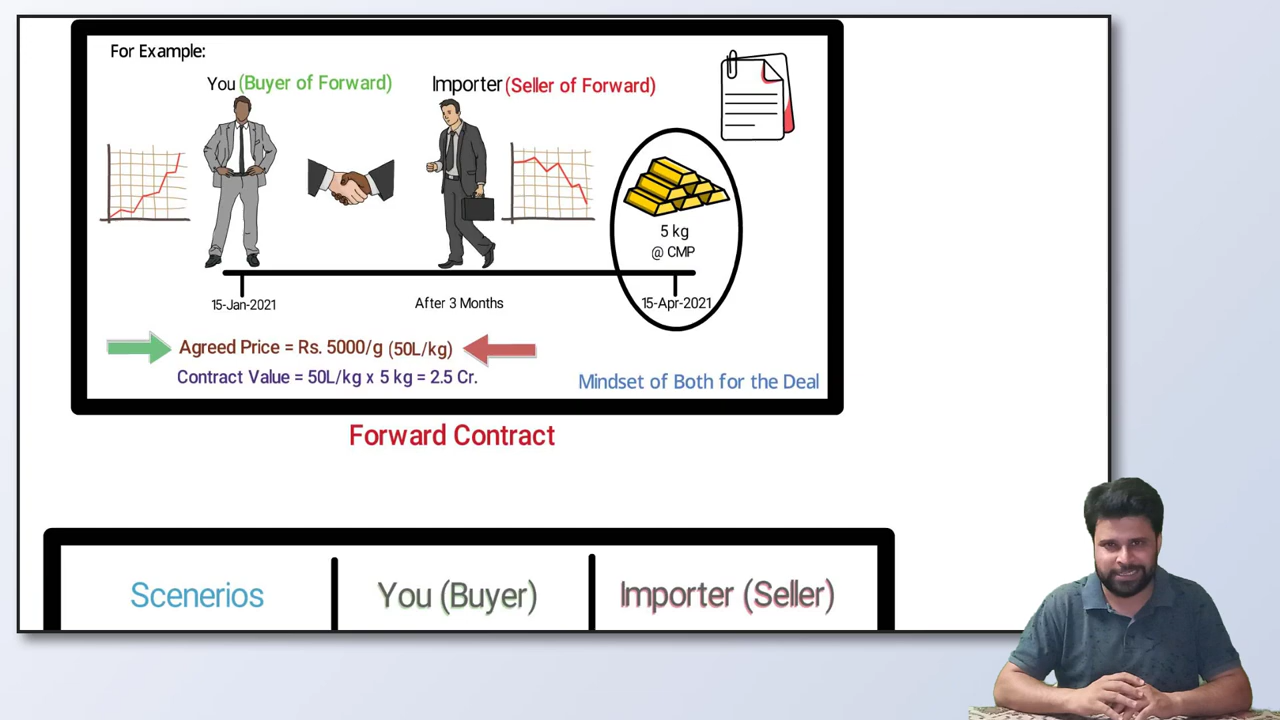 For Example:
You (Buyer of Forward)
Importer (Seller of Forward)
5 kg
@ CMP
15-Jan-2021
After 3 Months
15-Apr-2021
Agreed Price = Rs. 5000/g (50L/kg)
Contract Value = 50L/kg x 5 kg = 2.5 Cr.
Mindset of Both for the Deal
Forward Contract
Scenerios
You (Buyer)
Importer (Seller)